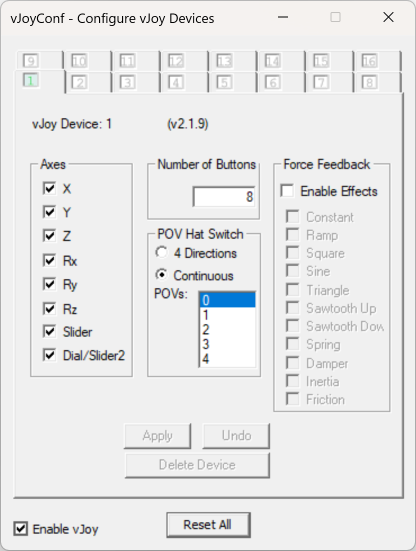 vJoyConf - Configure vJoy Devices
9 10 11 12 13 14 15 16
1 2 3 4 5 6 7 8
vJoy Device: 1 (v2.1.9)
Axes
X
Y
Z
Rx
Ry
Rz
Slider
Dial/Slider2
Number of Buttons
8
POV Hat Switch
4 Directions
Continuous
POVs:
0
1
2
3
4
Force Feedback
Enable Effects
Constant
Ramp
Square
Sine
Triangle
Sawtooth Up
Sawtooth Dow
Spring
Damper
Inertia
Friction
Apply Undo
Delete Device
Enable vJoy
Reset All